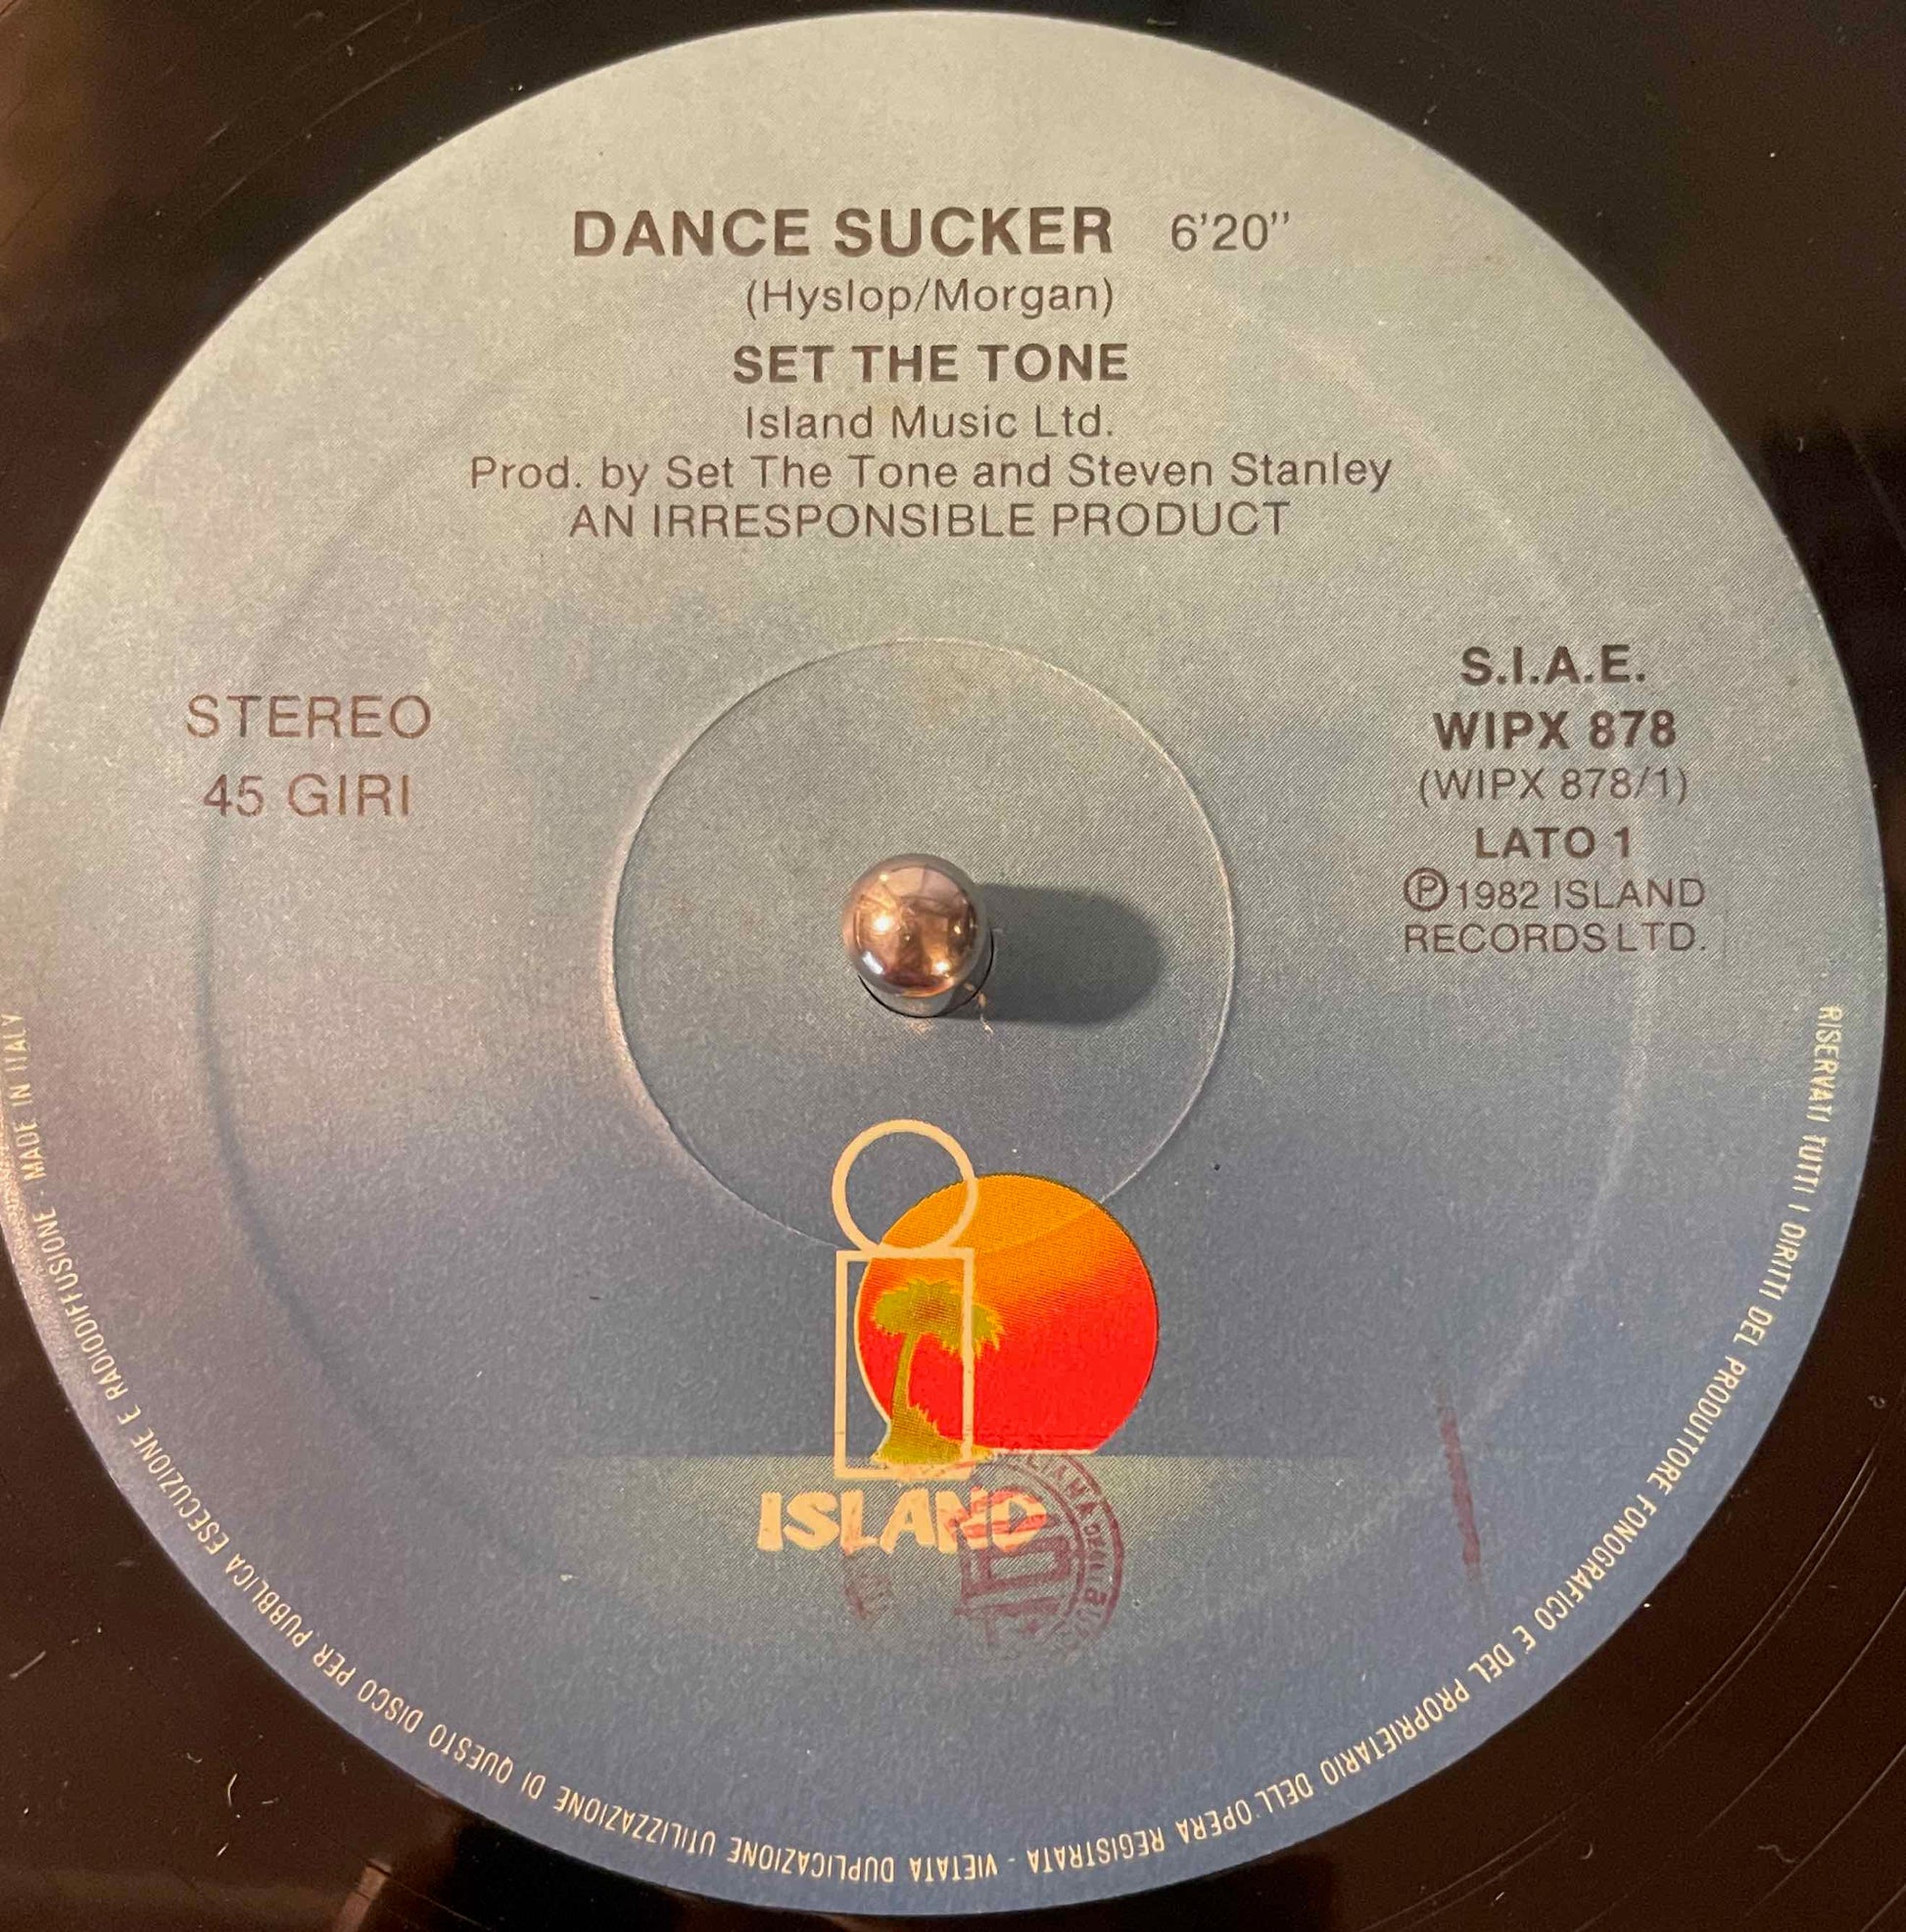 DANCE SUCKER 6'20"
(Hyslop/Morgan)
SET THE TONE
Island Music Ltd.
Prod. by Set The Tone and Steven Stanley
AN IRRESPONSIBLE PRODUCT
STEREO
45 GIRI
S.I.A.E.
WIPX 878
(WIPX 878/1)
LATO 1
Ⓟ1982 ISLAND
RECORDS LTD.
ISLAND
RISERVATI TUTTI I DIRITTI DEL PRODUTTORE FONOGRAFICO E DEL PROPRIETARIO DELL'OPERA REGISTRATA - VIETATA DUPLICAZIONE UTILIZZAZIONE DI QUESTO DISCO PER PUBBLICA ESECUZIONE E RADIODIFFUSIONE - MADE IN ITALY